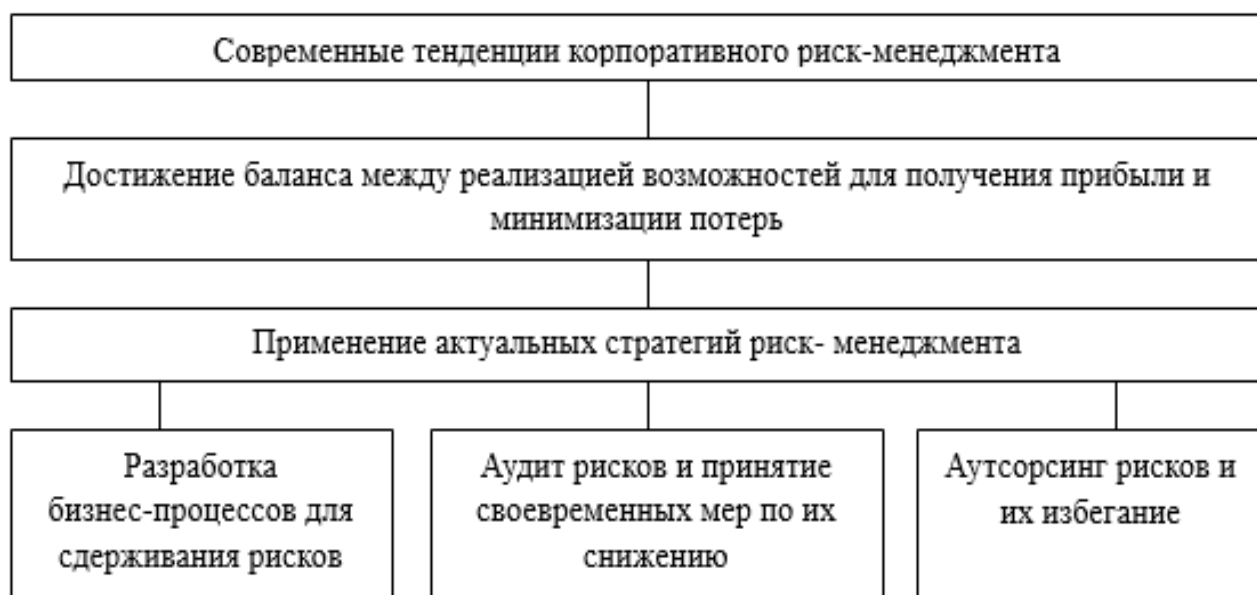 Современные тенденции корпоративного риск-менеджмента
Достижение баланса между реализацией возможностей для получения прибыли и
минимизации потерь
Применение актуальных стратегий риск- менеджмента
Разработка
бизнес-процессов для
сдерживания рисков
Аудит рисков и принятие
своевременных мер по их
снижению
Аутсорсинг рисков и
их избегание